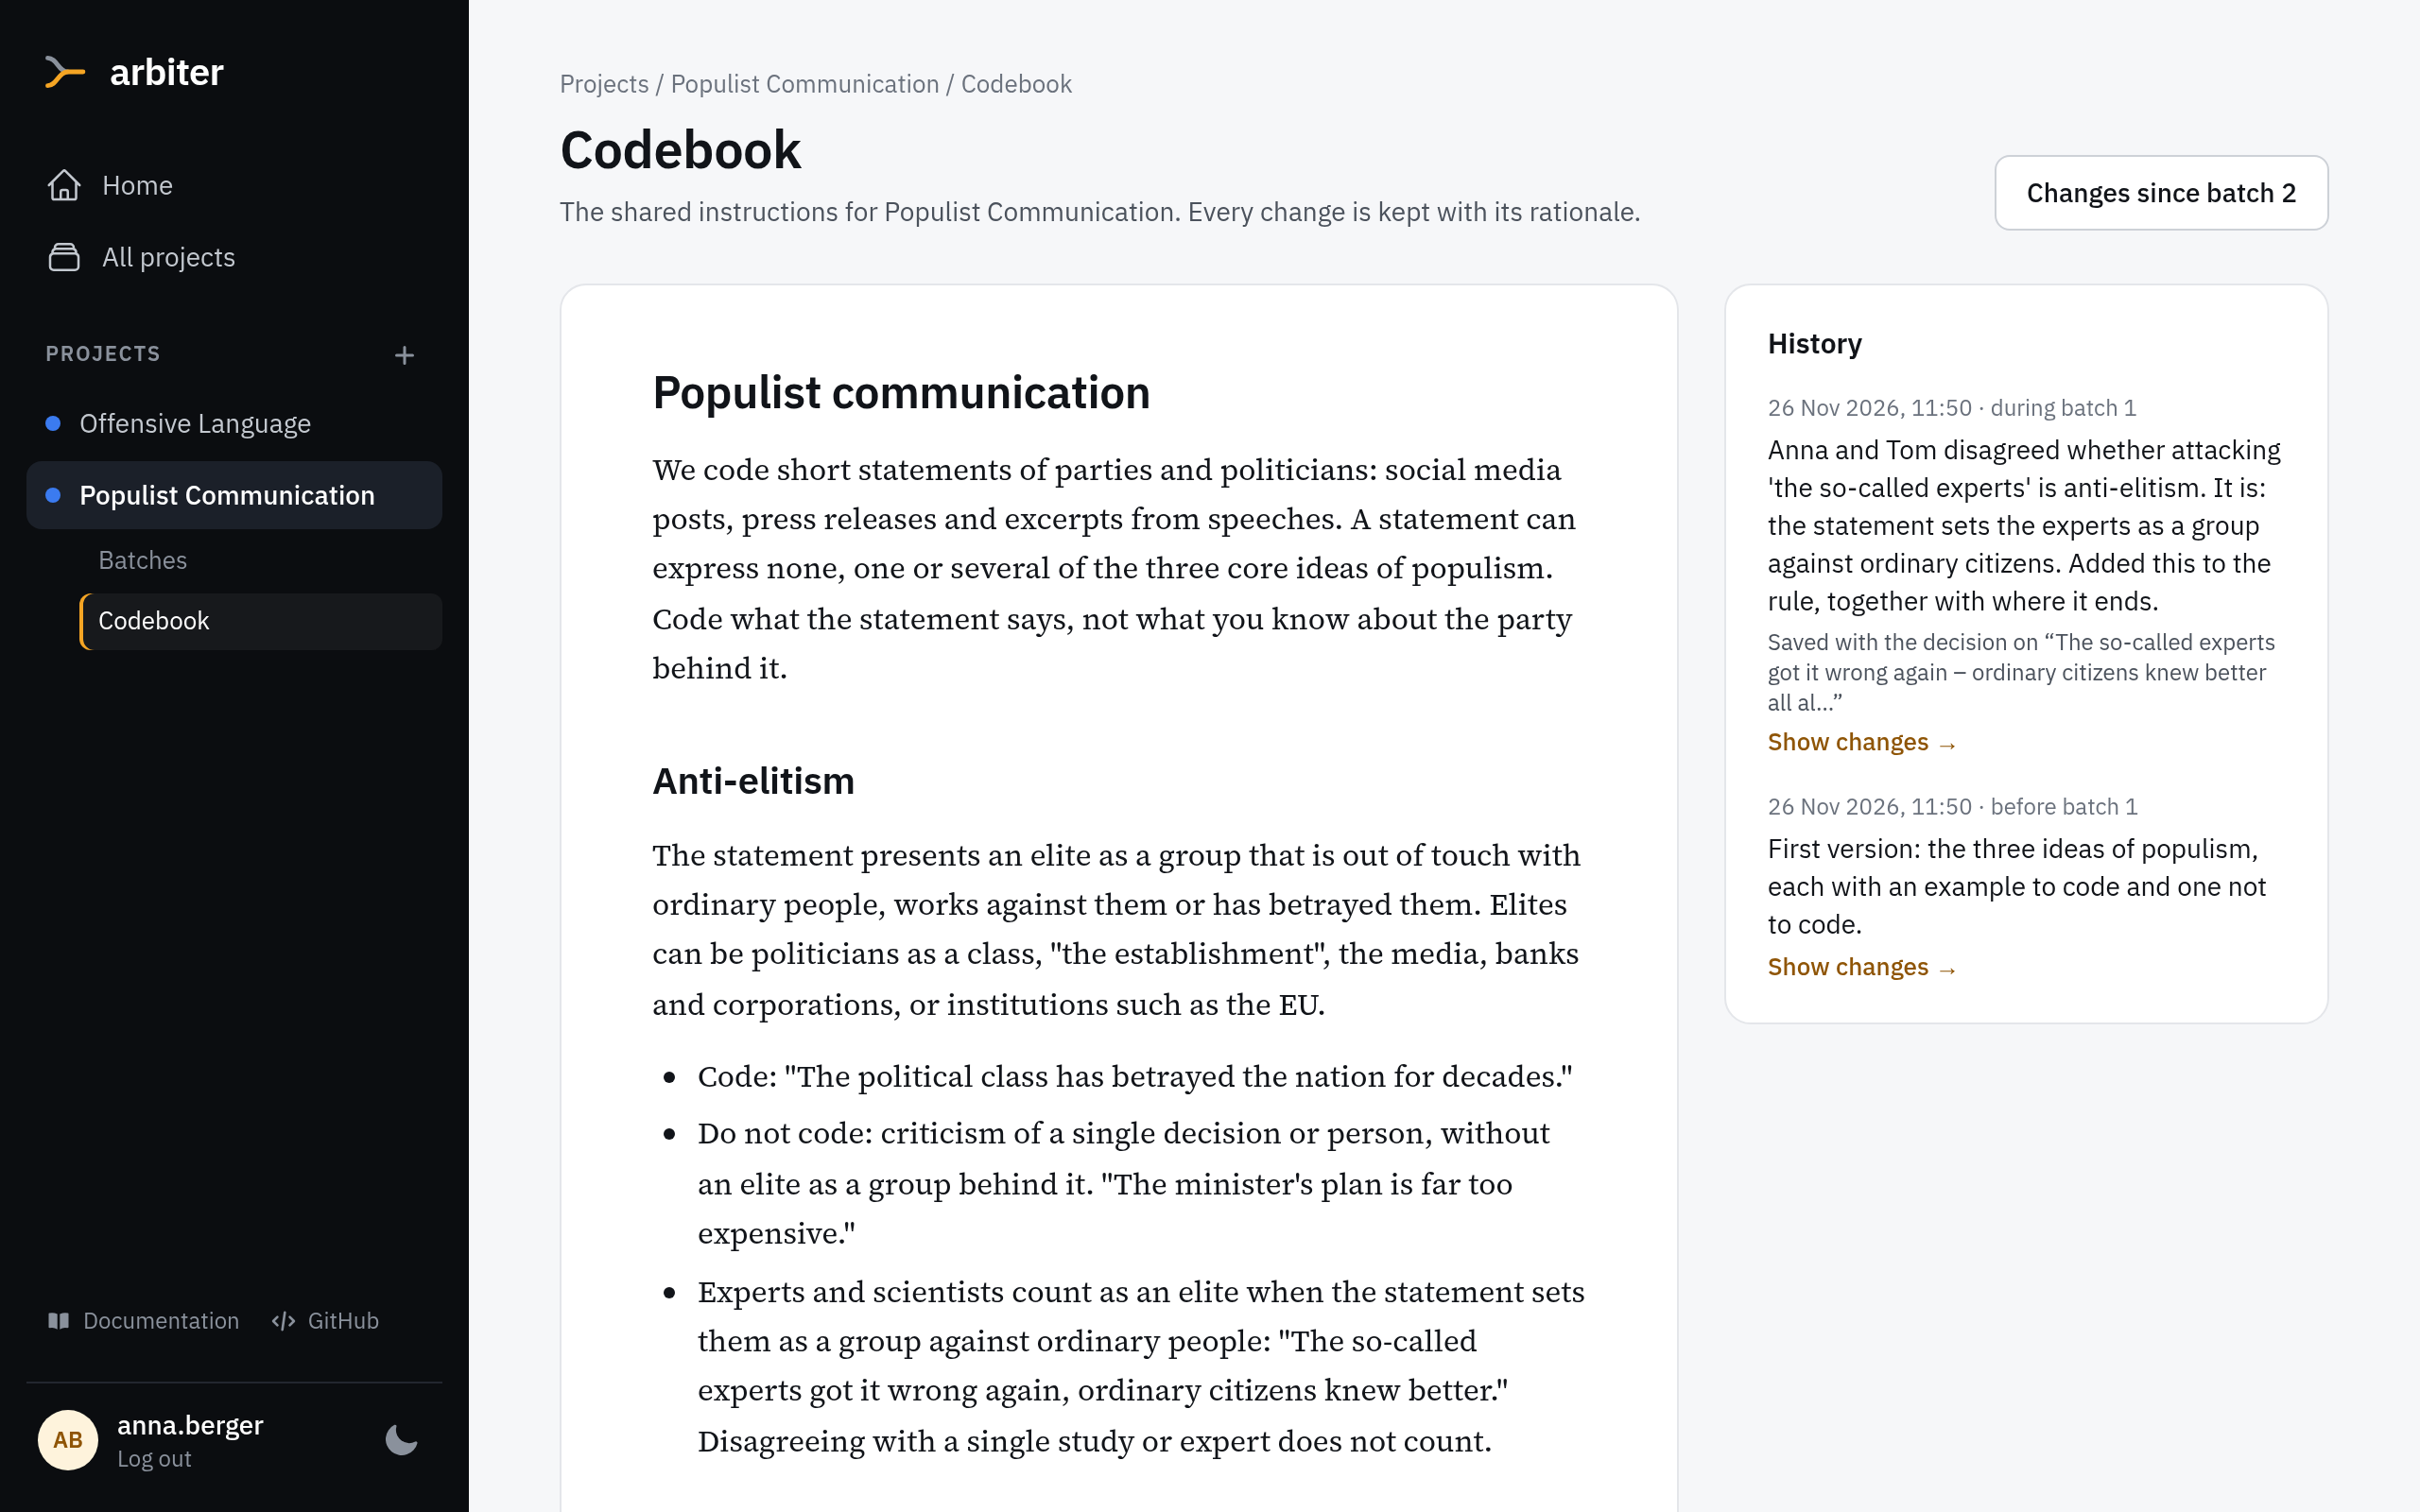 arbiter
Home
All projects
PROJECTS
Offensive Language
Populist Communication
Batches
Codebook
Documentation
GitHub
AB
anna.berger
Log out
Projects / Populist Communication / Codebook
Codebook
The shared instructions for Populist Communication. Every change is kept with its rationale.
Changes since batch 2
Populist communication
We code short statements of parties and politicians: social media
posts, press releases and excerpts from speeches. A statement can
express none, one or several of the three core ideas of populism.
Code what the statement says, not what you know about the party
behind it.
Anti-elitism
The statement presents an elite as a group that is out of touch with
ordinary people, works against them or has betrayed them. Elites
can be politicians as a class, "the establishment", the media, banks
and corporations, or institutions such as the EU.
• Code: "The political class has betrayed the nation for decades."
• Do not code: criticism of a single decision or person, without
an elite as a group behind it. "The minister's plan is far too
expensive."
• Experts and scientists count as an elite when the statement sets
them as a group against ordinary people: "The so-called
experts got it wrong again, ordinary citizens knew better."
Disagreeing with a single study or expert does not count.
History
26 Nov 2026, 11:50 · during batch 1
Anna and Tom disagreed whether attacking
'the so-called experts' is anti-elitism. It is:
the statement sets the experts as a group
against ordinary citizens. Added this to the
rule, together with where it ends.
Saved with the decision on “The so-called experts
got it wrong again – ordinary citizens knew better
all al…”
Show changes →
26 Nov 2026, 11:50 · before batch 1
First version: the three ideas of populism,
each with an example to code and one not
to code.
Show changes →